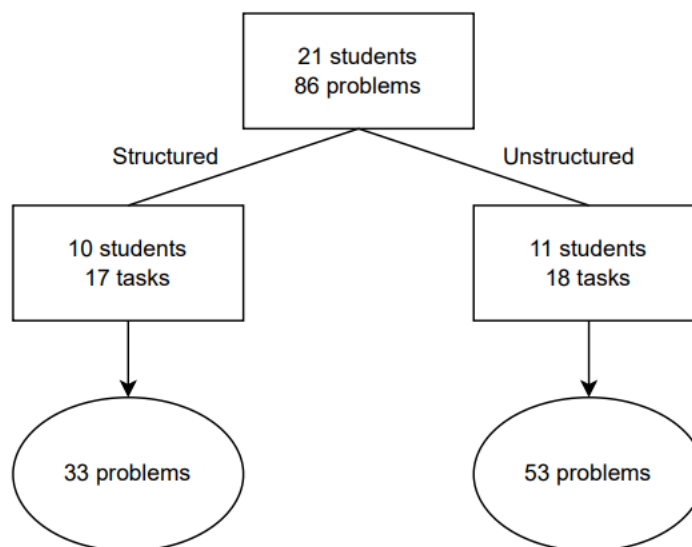 21 students
86 problems
Structured
Unstructured
10 students
17 tasks
11 students
18 tasks
33 problems
53 problems